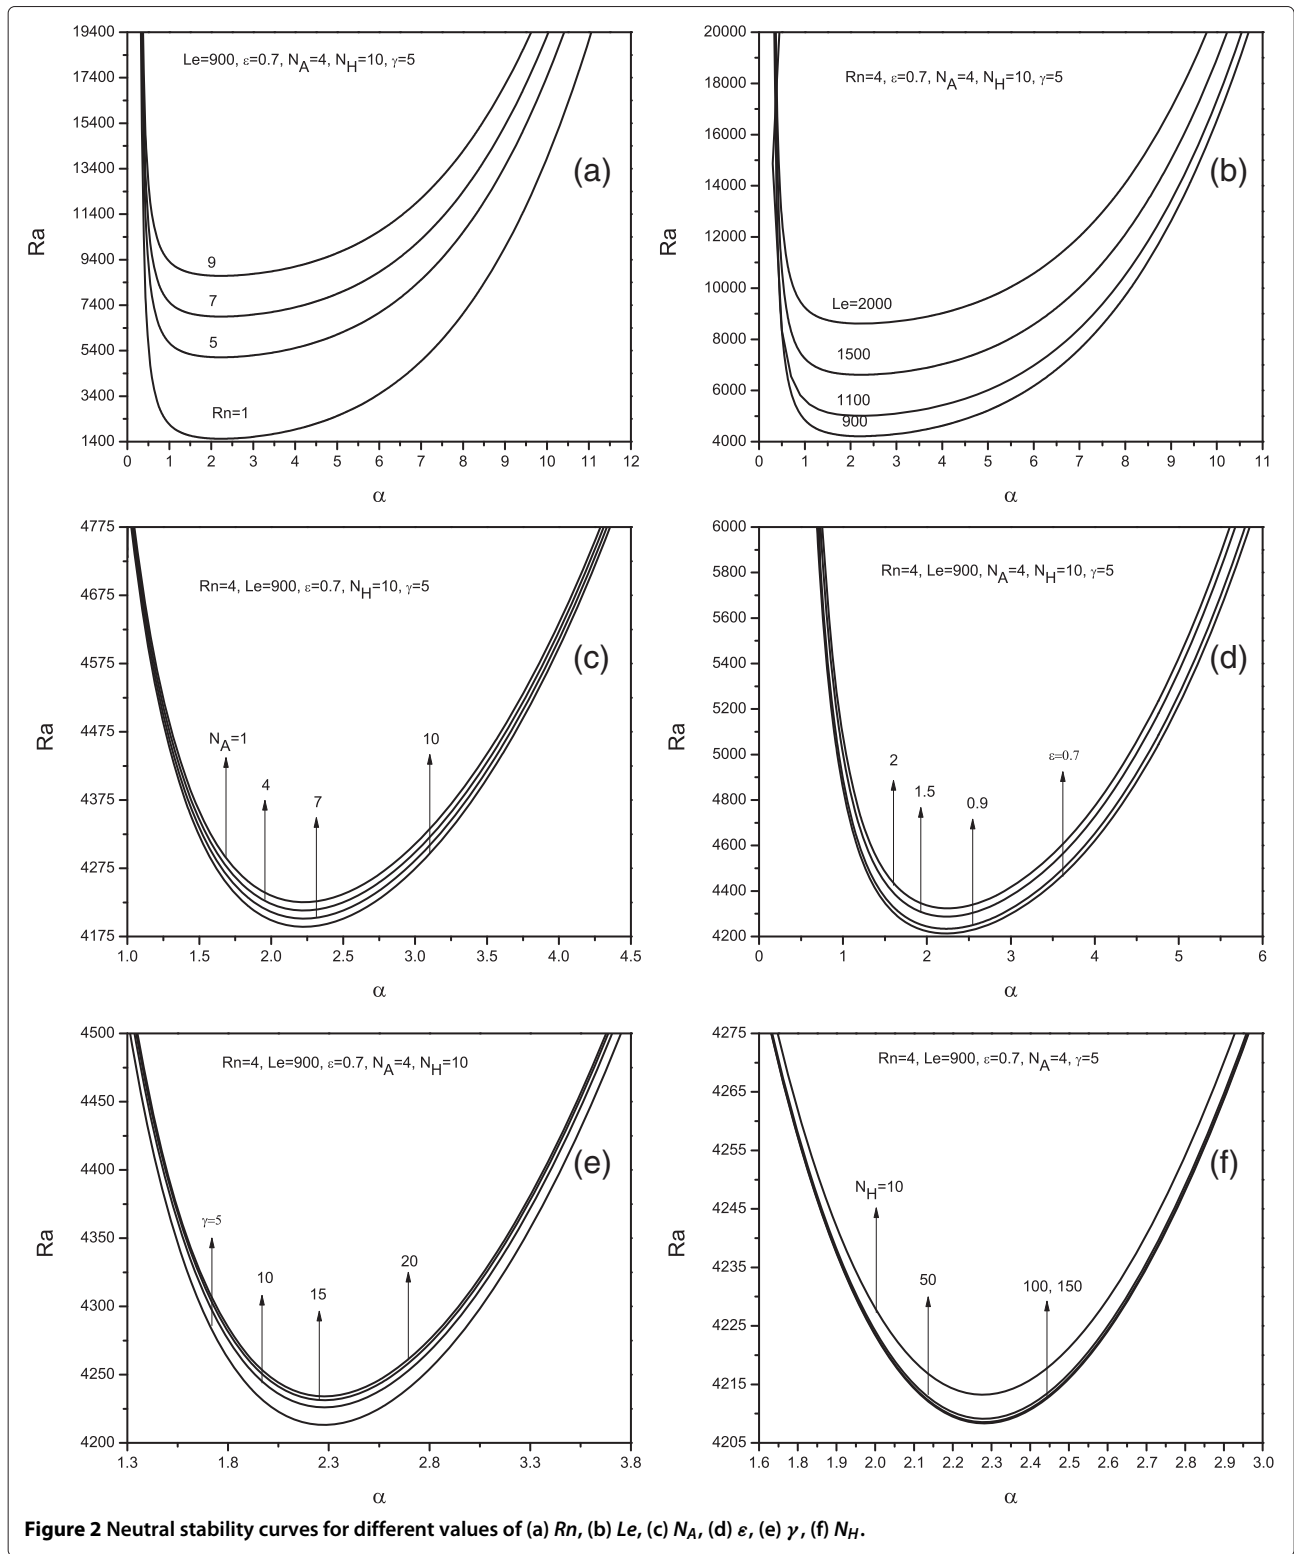 19400
17400
15400
13400
11400
9400
7400
5400
3400
1400
Ra
Le=900, ε=0.7, N_A=4, N_H=10, γ=5
(a)
9
7
5
Rn=1
0 1 2 3 4 5 6 7 8 9 10 11 12
α
20000
18000
16000
14000
12000
10000
8000
6000
4000
Ra
Rn=4, ε=0.7, N_A=4, N_H=10, γ=5
(b)
Le=2000
1500
1100
900
0 1 2 3 4 5 6 7 8 9 10 11
α
4775
4675
4575
4475
4375
4275
4175
Ra
Rn=4, Le=900, ε=0.7, N_H=10, γ=5
(c)
N_A=1
4
7
10
1.0 1.5 2.0 2.5 3.0 3.5 4.0 4.5
α
6000
5800
5600
5400
5200
5000
4800
4600
4400
4200
Ra
Rn=4, Le=900, N_A=4, N_H=10, γ=5
(d)
2
1.5
0.9
ε=0.7
0 1 2 3 4 5 6
α
4500
4450
4400
4350
4300
4250
4200
Ra
Rn=4, Le=900, ε=0.7, N_A=4, N_H=10
(e)
γ=5
10
15
20
1.3 1.8 2.3 2.8 3.3 3.8
α
4275
4265
4255
4245
4235
4225
4215
4205
Ra
Rn=4, Le=900, ε=0.7, N_A=4, γ=5
(f)
N_H=10
50
100, 150
1.6 1.7 1.8 1.9 2.0 2.1 2.2 2.3 2.4 2.5 2.6 2.7 2.8 2.9 3.0
α
Figure 2 Neutral stability curves for different values of (a) Rn, (b) Le, (c) N_A, (d) ε, (e) γ, (f) N_H.